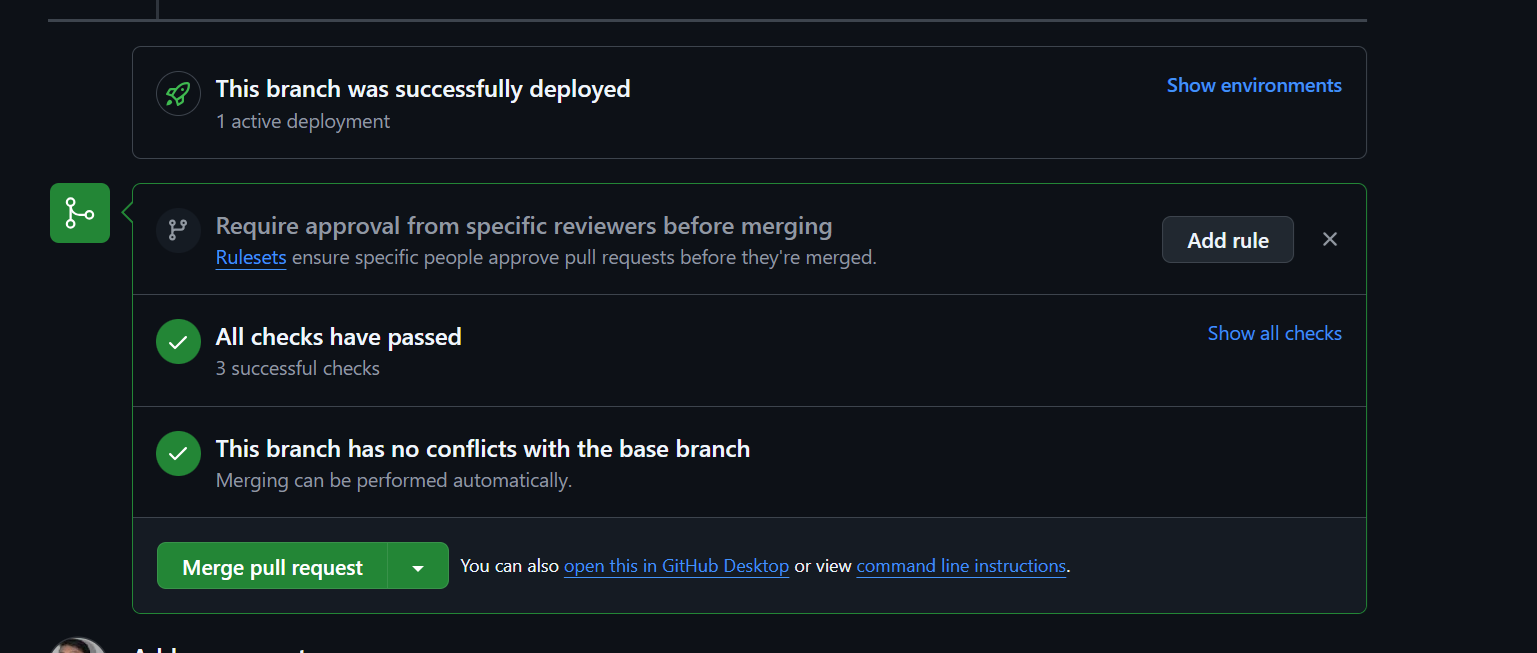 This branch was successfully deployed
Show environments
1 active deployment
Require approval from specific reviewers before merging
Rulesets ensure specific people approve pull requests before they're merged.
Add rule
All checks have passed
Show all checks
3 successful checks
This branch has no conflicts with the base branch
Merging can be performed automatically.
Merge pull request
You can also open this in GitHub Desktop or view command line instructions.